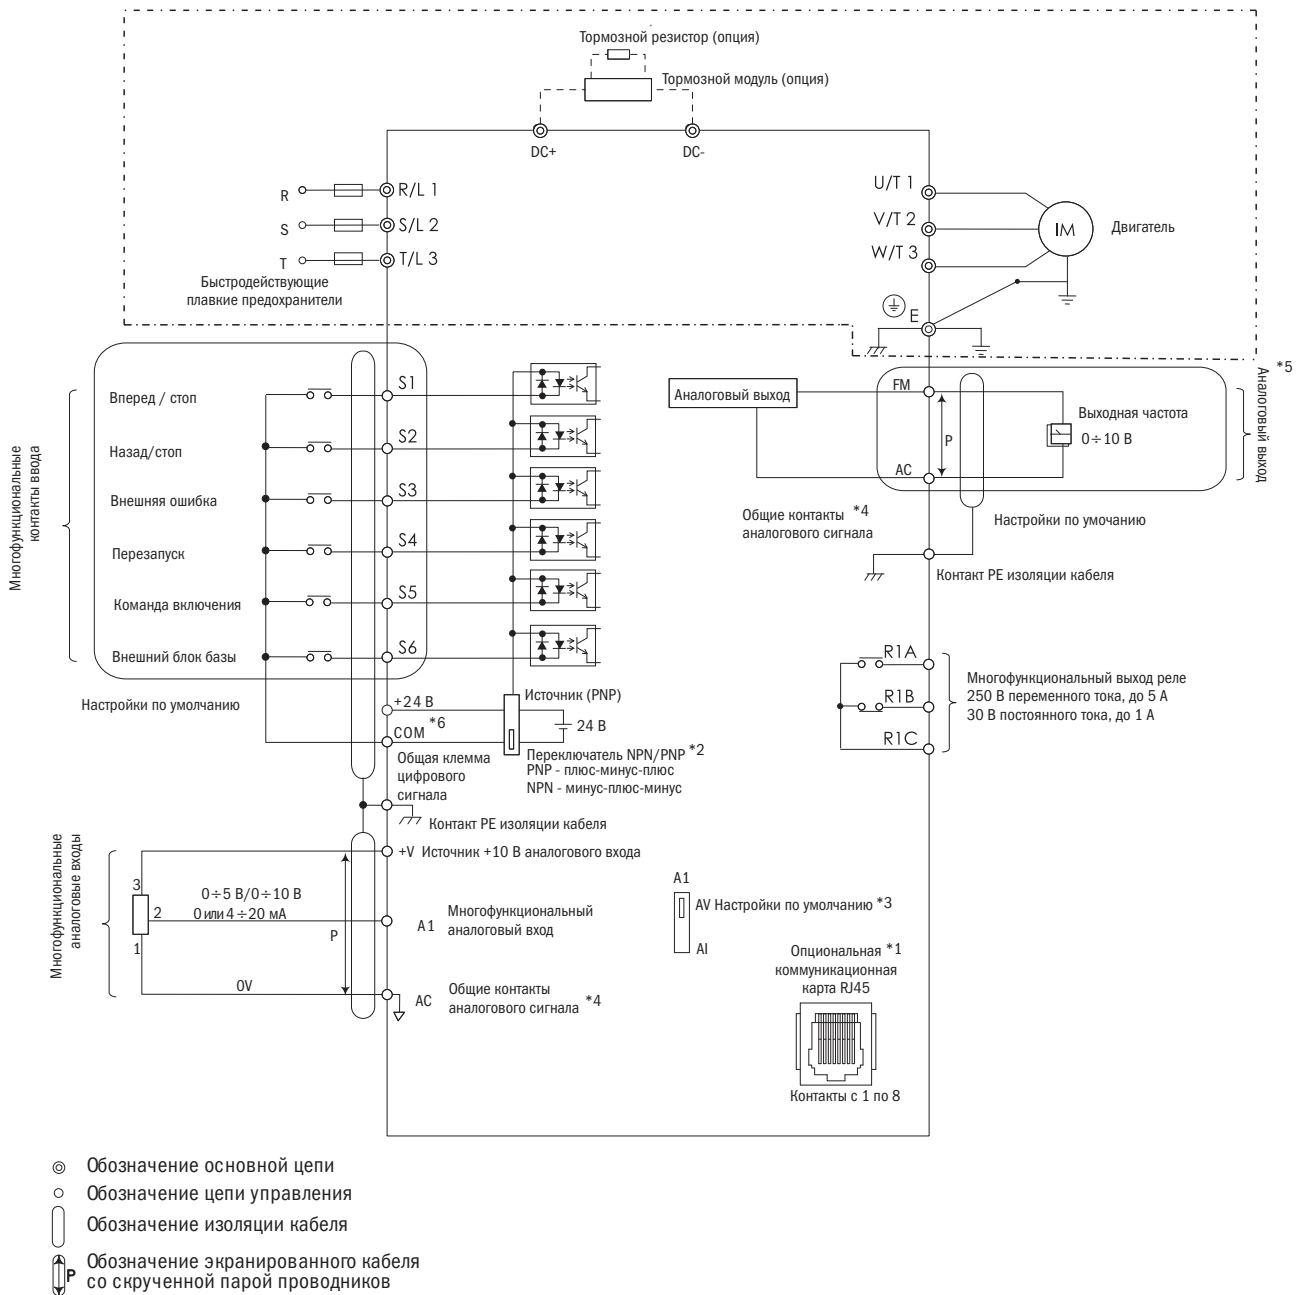 Тормозной резистор (опция)
Тормозной модуль (опция)
DC+
DC-
R
R/L 1
S
S/L 2
T
T/L 3
Быстродействующие
плавкие предохранители
U/T 1
V/T 2
W/T 3
IM
Двигатель
E
Многофункциональные
контакты ввода
Вперед / стоп
S1
Назад/стоп
S2
Внешняя ошибка
S3
Перезапуск
S4
Команда включения
S5
Внешний блок базы
S6
Настройки по умолчанию
+24 В
COM *6
Общая клемма
цифрового
сигнала
Источник (PNP)
24 В
Переключатель NPN/PNP *2
PNP - плюс-минус-плюс
NPN - минус-плюс-минус
Контакт PE изоляции кабеля
Аналоговый выход
FM
AC
P
Выходная частота
0÷10 В
Аналоговый выход
*5
Общие контакты *4
аналогового сигнала
Настройки по умочанию
Контакт PE изоляции кабеля
R1A
R1B
R1C
Многофункциональный выход реле
250 В переменного тока, до 5 А
30 В постоянного тока, до 1 А
Многофункциональные
аналоговые входы
+V Источник +10 В аналогового входа
3
2
1
0÷5 В/0÷10 В
0 или 4÷20 мА
P
A1
Многофункциональный
аналоговый вход
0V
AC
Общие контакты
аналогового сигнала *4
A1
AV Настройки по умолчанию *3
AI
Опциональная *1
коммуникационная
карта RJ45
Контакты с 1 по 8
Обозначение основной цепи
Обозначение цепи управления
Обозначение изоляции кабеля
P
Обозначение экранированного кабеля
со скрученной парой проводников